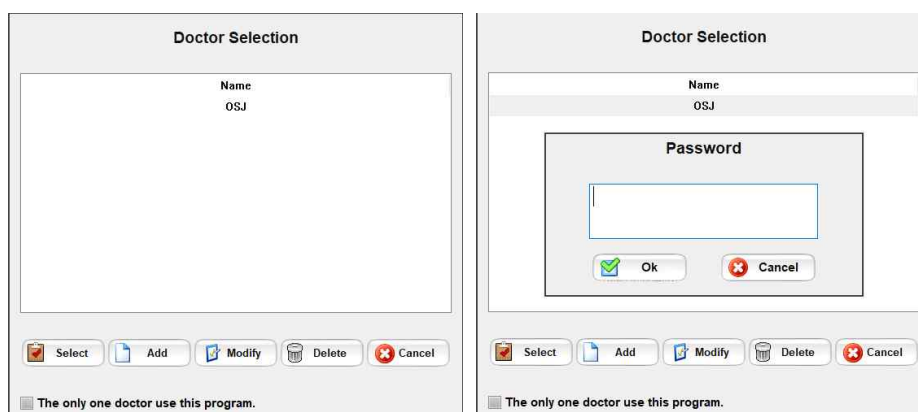 Doctor Selection
Name
OSJ
Select Add Modify Delete Cancel
The only one doctor use this program.
Doctor Selection
Name
OSJ
Password
Ok Cancel
Select Add Modify Delete Cancel
The only one doctor use this program.